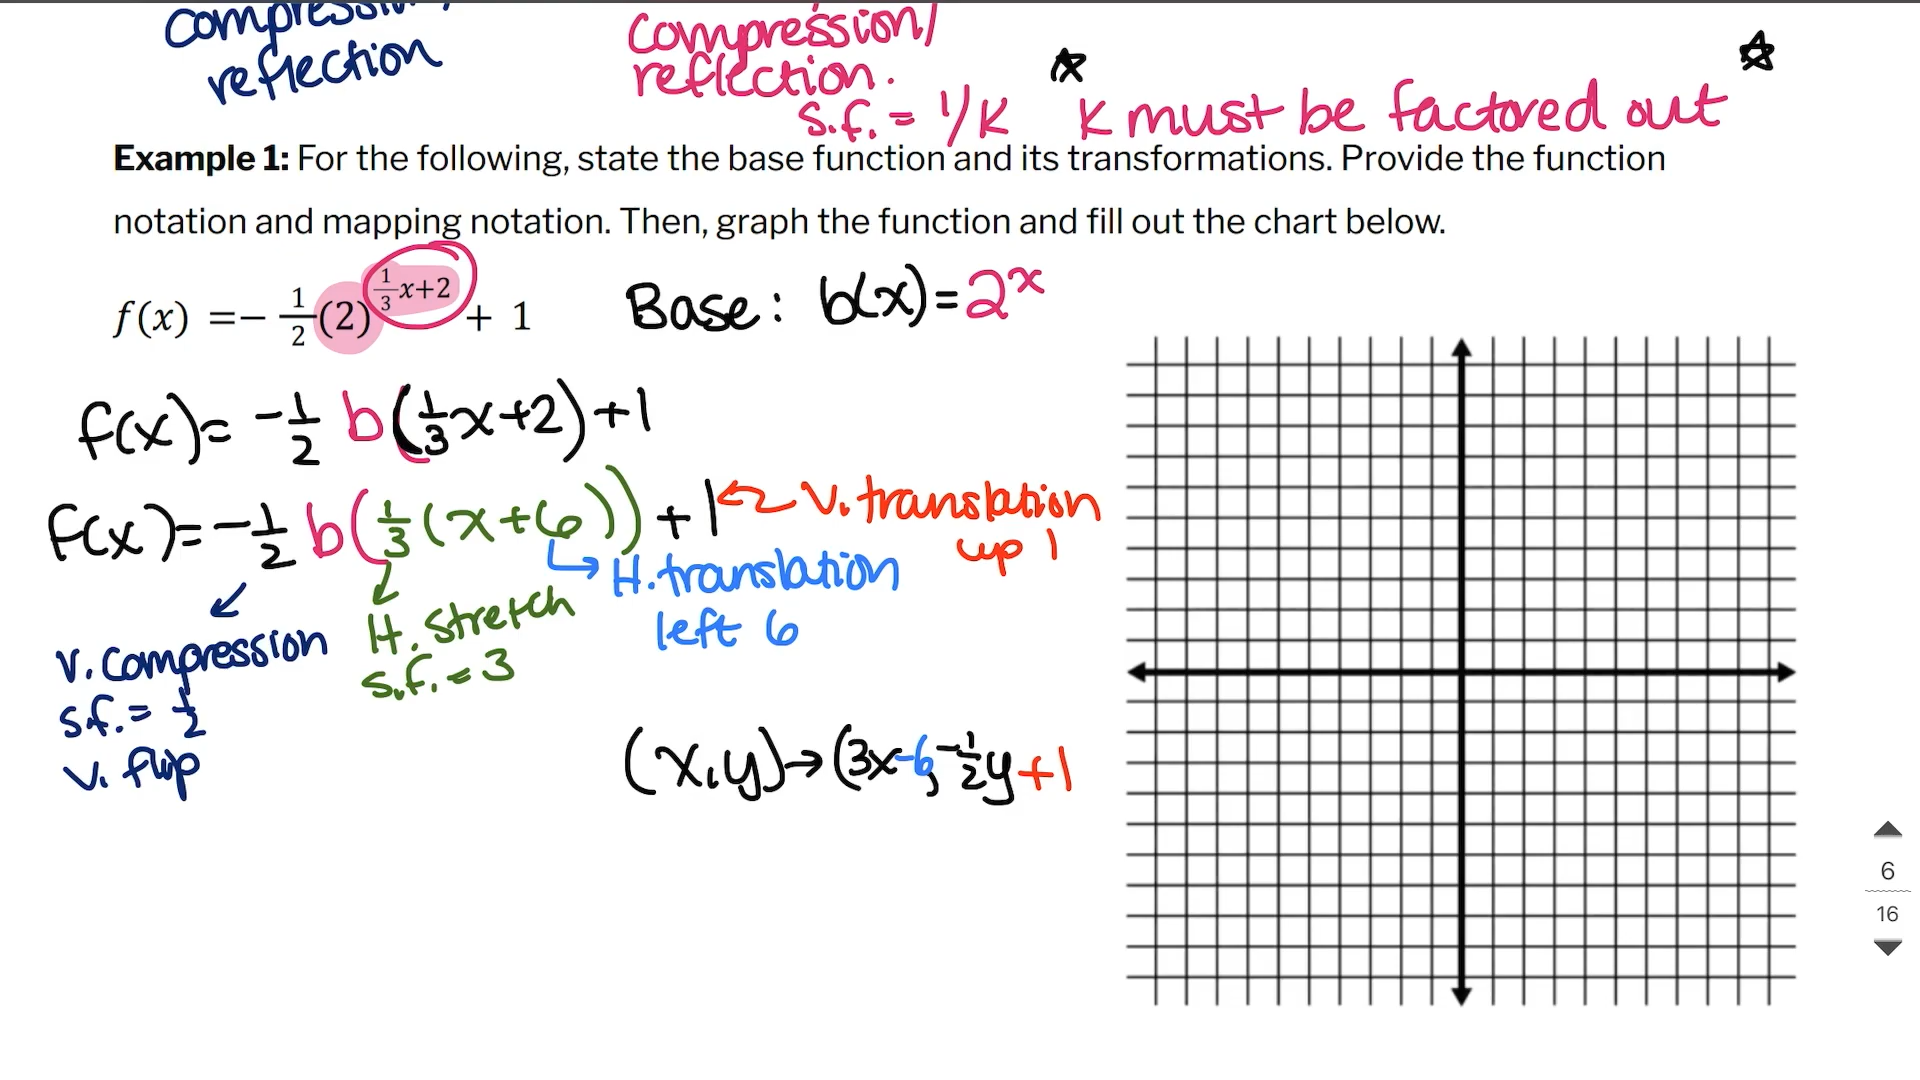 compression/
reflection
compression/
reflection.
s.f. = 1/k
k must be factored out
Example 1: For the following, state the base function and its transformations. Provide the function
notation and mapping notation. Then, graph the function and fill out the chart below.
f(x) =− 1/2 (2)^(1/3 x+2) + 1
Base: b(x)=2^x
f(x)= -1/2 b(1/3 x+2)+1
f(x)= -1/2 b(1/3(x+6))+1
V. translation
up 1
H. translation
left 6
H. stretch
s.f. = 3
V. compression
s.f. = 1/2
V. flip
(x,y)→(3x-6, -1/2y+1
6
16